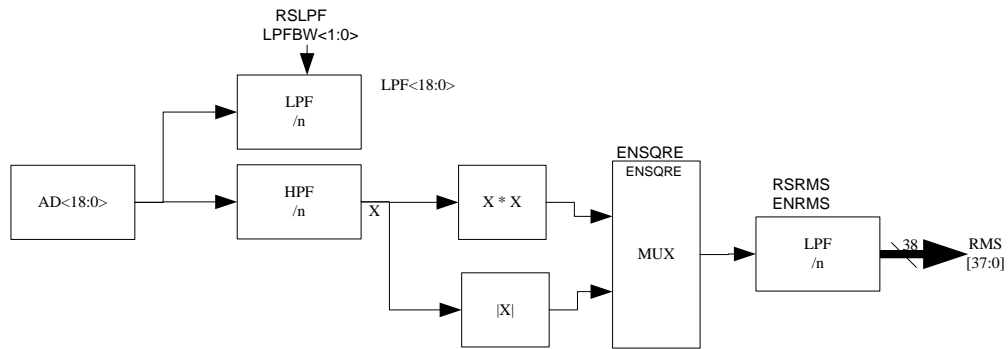 RSLPF
LPFBW<1:0>
LPF
/n
LPF<18:0>
AD<18:0>
HPF
/n
X
X * X
|X|
ENSQRE
ENSQRE
MUX
RSRMS
ENRMS
LPF
/n
38
RMS
[37:0]